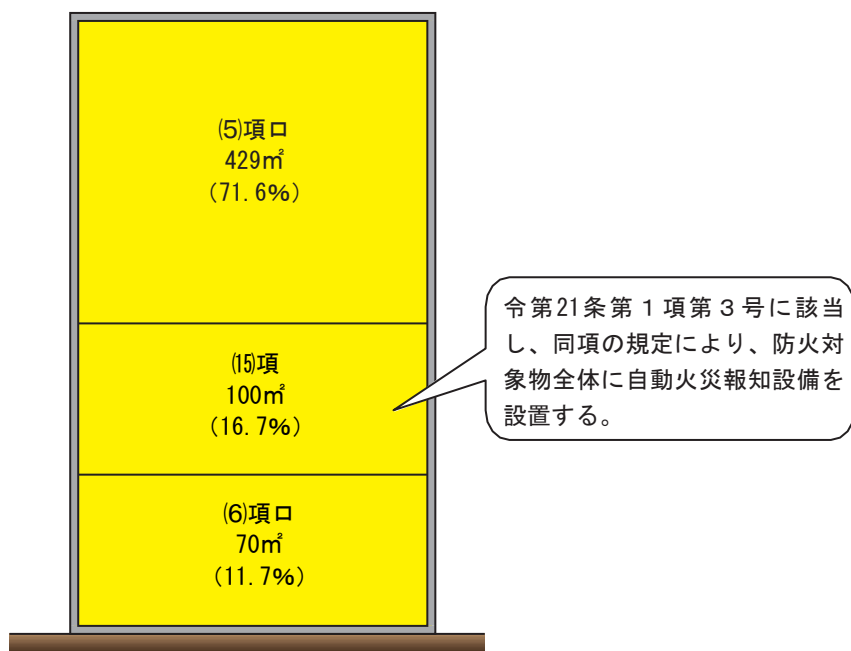 ⑸項ロ
429㎡
（71.6％）
⒂項
100㎡
（16.7％）
⑹項ロ
70㎡
（11.7％）
令第21条第１項第３号に該当
し、同項の規定により、防火対
象物全体に自動火災報知設備を
設置する。